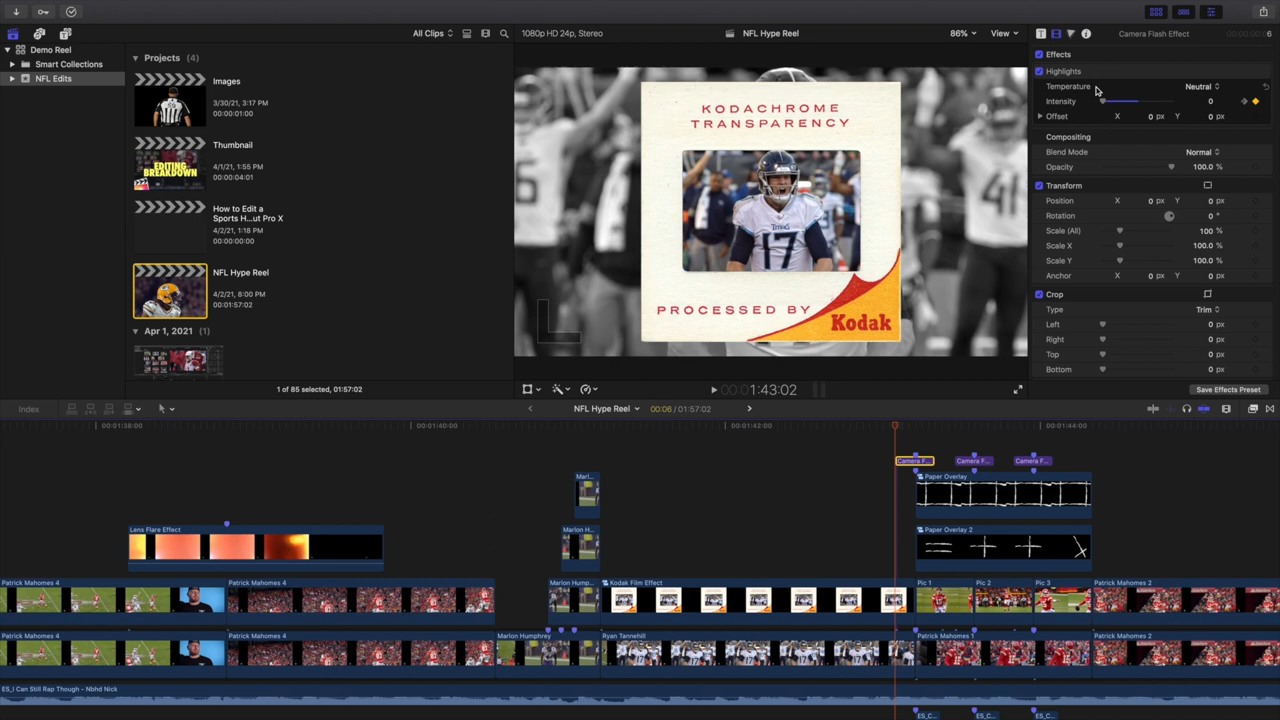 All Clips
1080p HD 24p, Stereo
NFL Hype Reel
86%
View
Camera Flash Effect
6
Demo Reel
Smart Collections
NFL Edits
Projects (4)
Images
3/30/21, 3:17 PM
00:00:01:00
Thumbnail
4/1/21, 1:55 PM
00:00:04:01
EDITING
BREAKDOWN
How to Edit a
Sports H...ut Pro X
4/2/21, 1:18 PM
00:00:00:00
NFL Hype Reel
4/2/21, 8:00 PM
00:01:57:02
Apr 1, 2021 (1)
1 of 85 selected, 01:57:02
KODACHROME
TRANSPARENCY
TITANS
17
PROCESSED BY
Kodak
1:43:02
Effects
Highlights
Temperature Neutral
Intensity 0
Offset X 0 px Y 0 px
Compositing
Blend Mode Normal
Opacity 100.0 %
Transform
Position X 0 px Y 0 px
Rotation 0 °
Scale (All) 100 %
Scale X 100.0 %
Scale Y 100.0 %
Anchor X 0 px Y 0 px
Crop
Type Trim
Left 0 px
Right 0 px
Top 0 px
Bottom 0 px
Save Effects Preset
Index
NFL Hype Reel
00:06 / 01:57:02
00:01:38:00
00:01:40:00
00:01:42:00
00:01:44:00
Camera F...
Camera F...
Camera F...
Marl...
Paper Overlay
Lens Flare Effect
Marlon H...
Paper Overlay 2
Patrick Mahomes 4
Patrick Mahomes 4
Marlon Hump...
Kodak Film Effect
Pic 1
Pic 2
Pic 3
Patrick Mahomes 2
Patrick Mahomes 4
Patrick Mahomes 4
Marlon Humphrey
Ryan Tannehill
Patrick Mahomes 1
Patrick Mahomes 2
ES_I Can Still Rap Though - Nbhd Nick
ES_C...
ES_C...
ES_C...